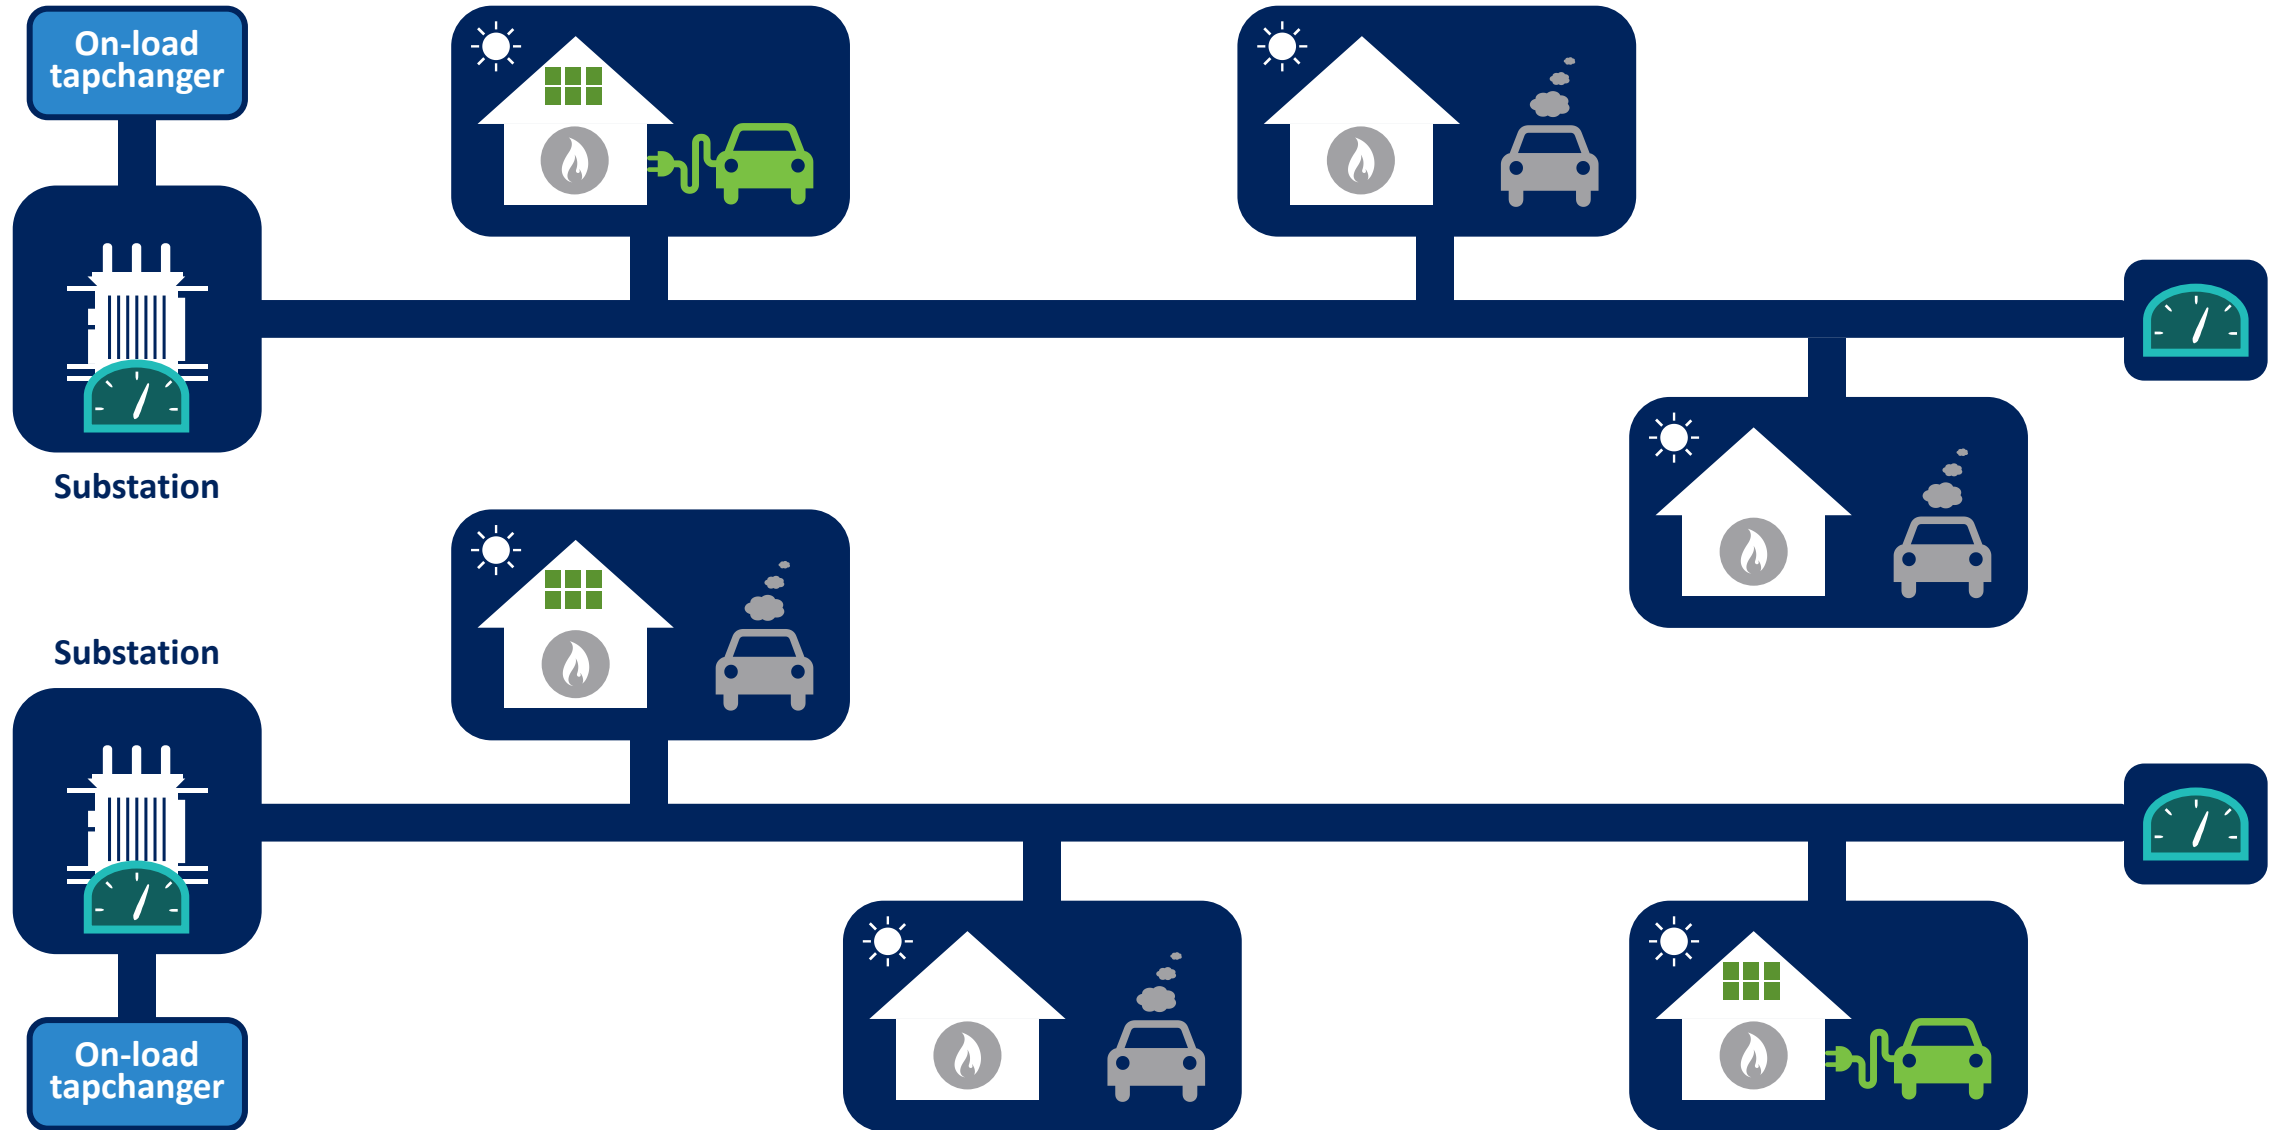 On-load
tapchanger
Substation
Substation
On-load
tapchanger